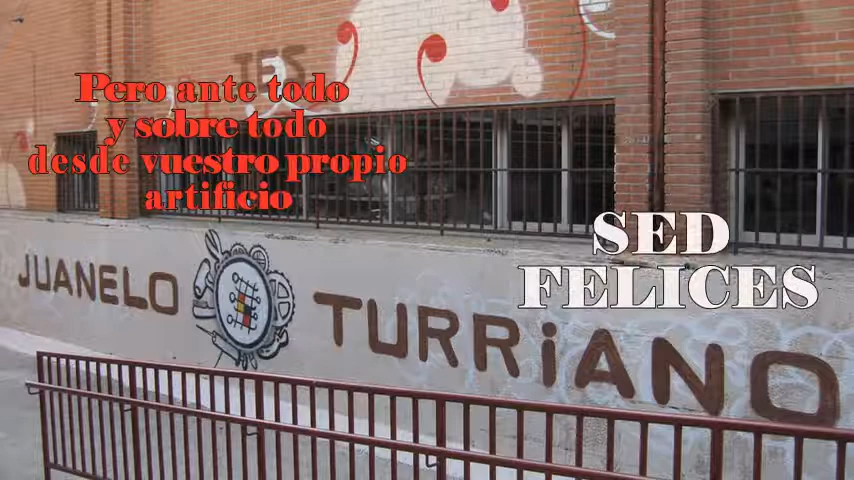 IES
Pero ante todo
y sobre todo
desde vuestro propio
artificio
SED
FELICES
JUANELO TURRiANO